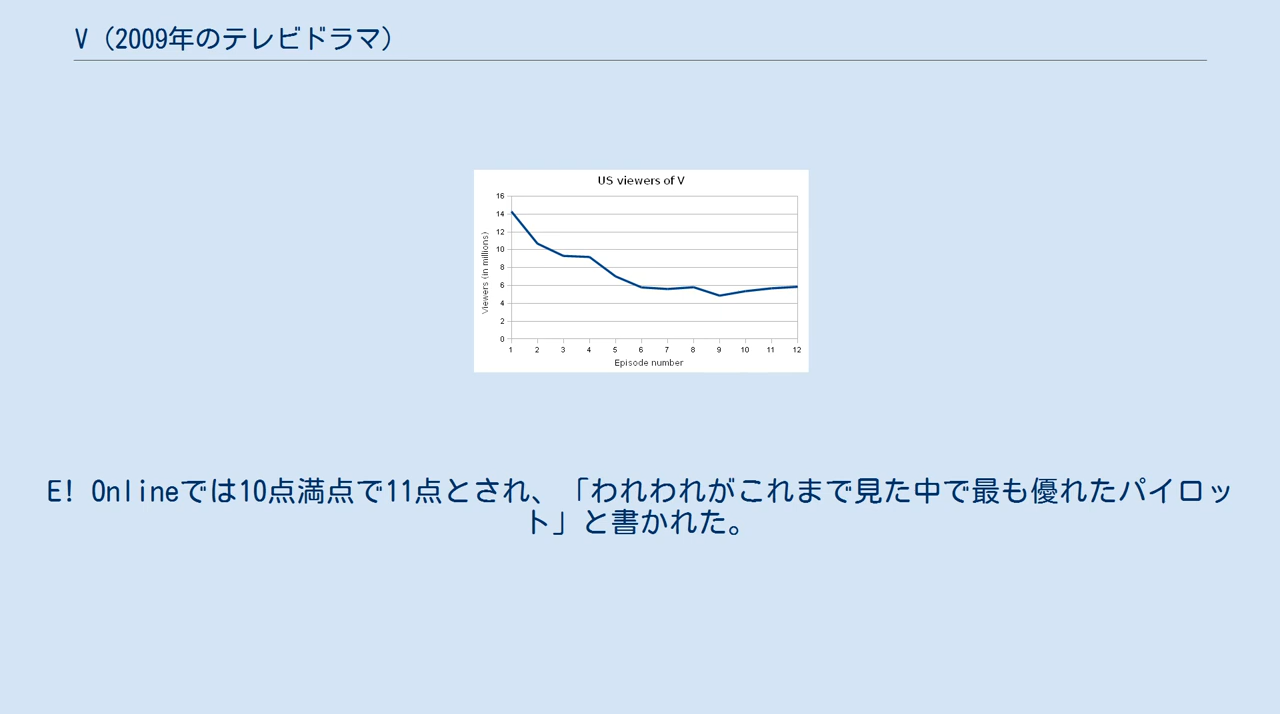 V（2009年のテレビドラマ）
US viewers of V
16
14
12
10
8
6
4
2
0
Viewers (in millions)
1 2 3 4 5 6 7 8 9 10 11 12
Episode number
E! Onlineでは10点満点で11点とされ、「われわれがこれまで見た中で最も優れたパイロッ
ト」と書かれた。